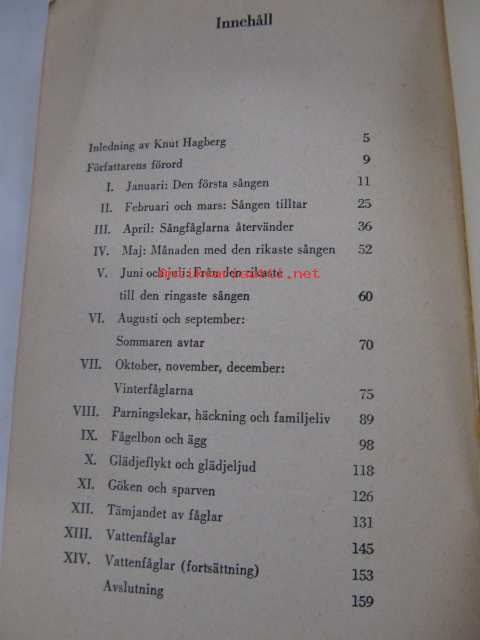 Innehåll
Inledning av Knut Hagberg 5
Författarens förord 9
I. Januari: Den första sången 11
II. Februari och mars: Sången tilltar 25
III. April: Sångfåglarna återvänder 36
IV. Maj: Månaden med den rikaste sången 52
V. Juni och juli: Från den rikaste
till den ringaste sången 60
VI. Augusti och september:
Sommaren avtar 70
VII. Oktober, november, december:
Vinterfåglarna 75
VIII. Parningslekar, häckning och familjeliv 89
IX. Fågelbon och ägg 98
X. Glädjeflykt och glädjeljud 118
XI. Göken och sparven 126
XII. Tämjandet av fåglar 131
XIII. Vattenfåglar 145
XIV. Vattenfåglar (fortsättning) 153
Avslutning 159